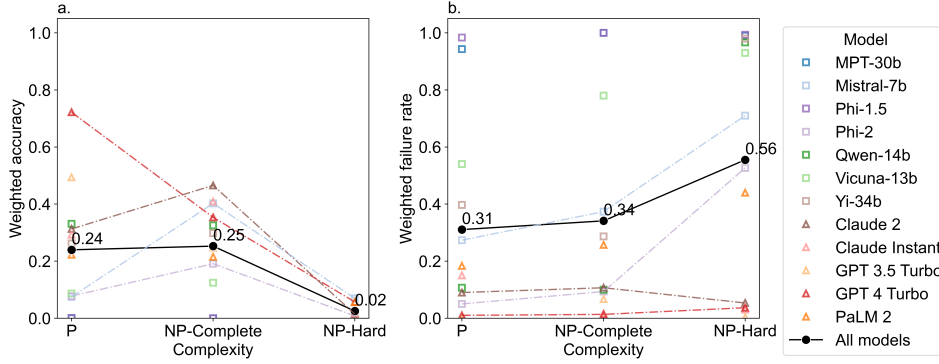 a.
Weighted accuracy
1.0
0.8
0.6
0.4
0.2
0.0
0.24
0.25
0.02
P
NP-Complete
NP-Hard
Complexity
b.
Weighted failure rate
1.0
0.8
0.6
0.4
0.2
0.0
0.31
0.34
0.56
P
NP-Complete
NP-Hard
Complexity
Model
MPT-30b
Mistral-7b
Phi-1.5
Phi-2
Qwen-14b
Vicuna-13b
Yi-34b
Claude 2
Claude Instant
GPT 3.5 Turbo
GPT 4 Turbo
PaLM 2
All models